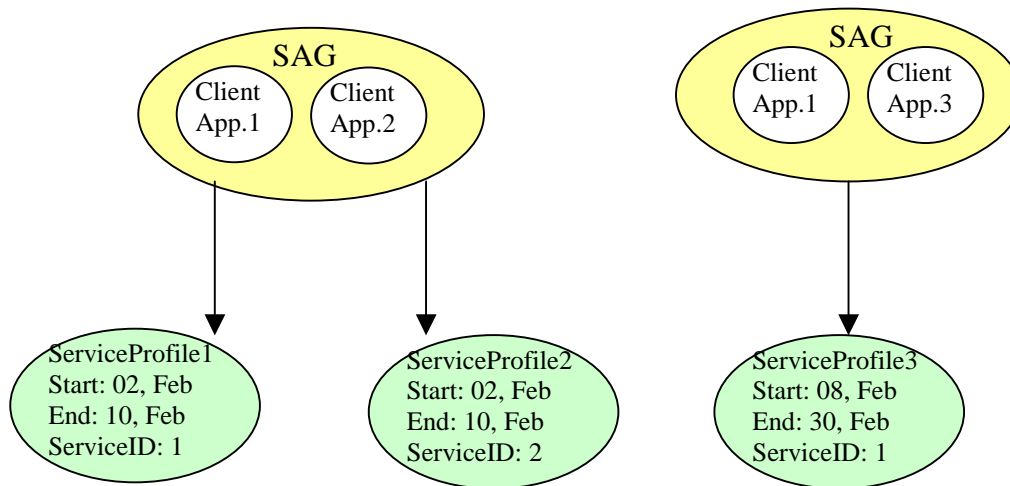 SAG
Client
App.1
Client
App.2
SAG
Client
App.1
Client
App.3
ServiceProfile1
Start: 02, Feb
End: 10, Feb
ServiceID: 1
ServiceProfile2
Start: 02, Feb
End: 10, Feb
ServiceID: 2
ServiceProfile3
Start: 08, Feb
End: 30, Feb
ServiceID: 1